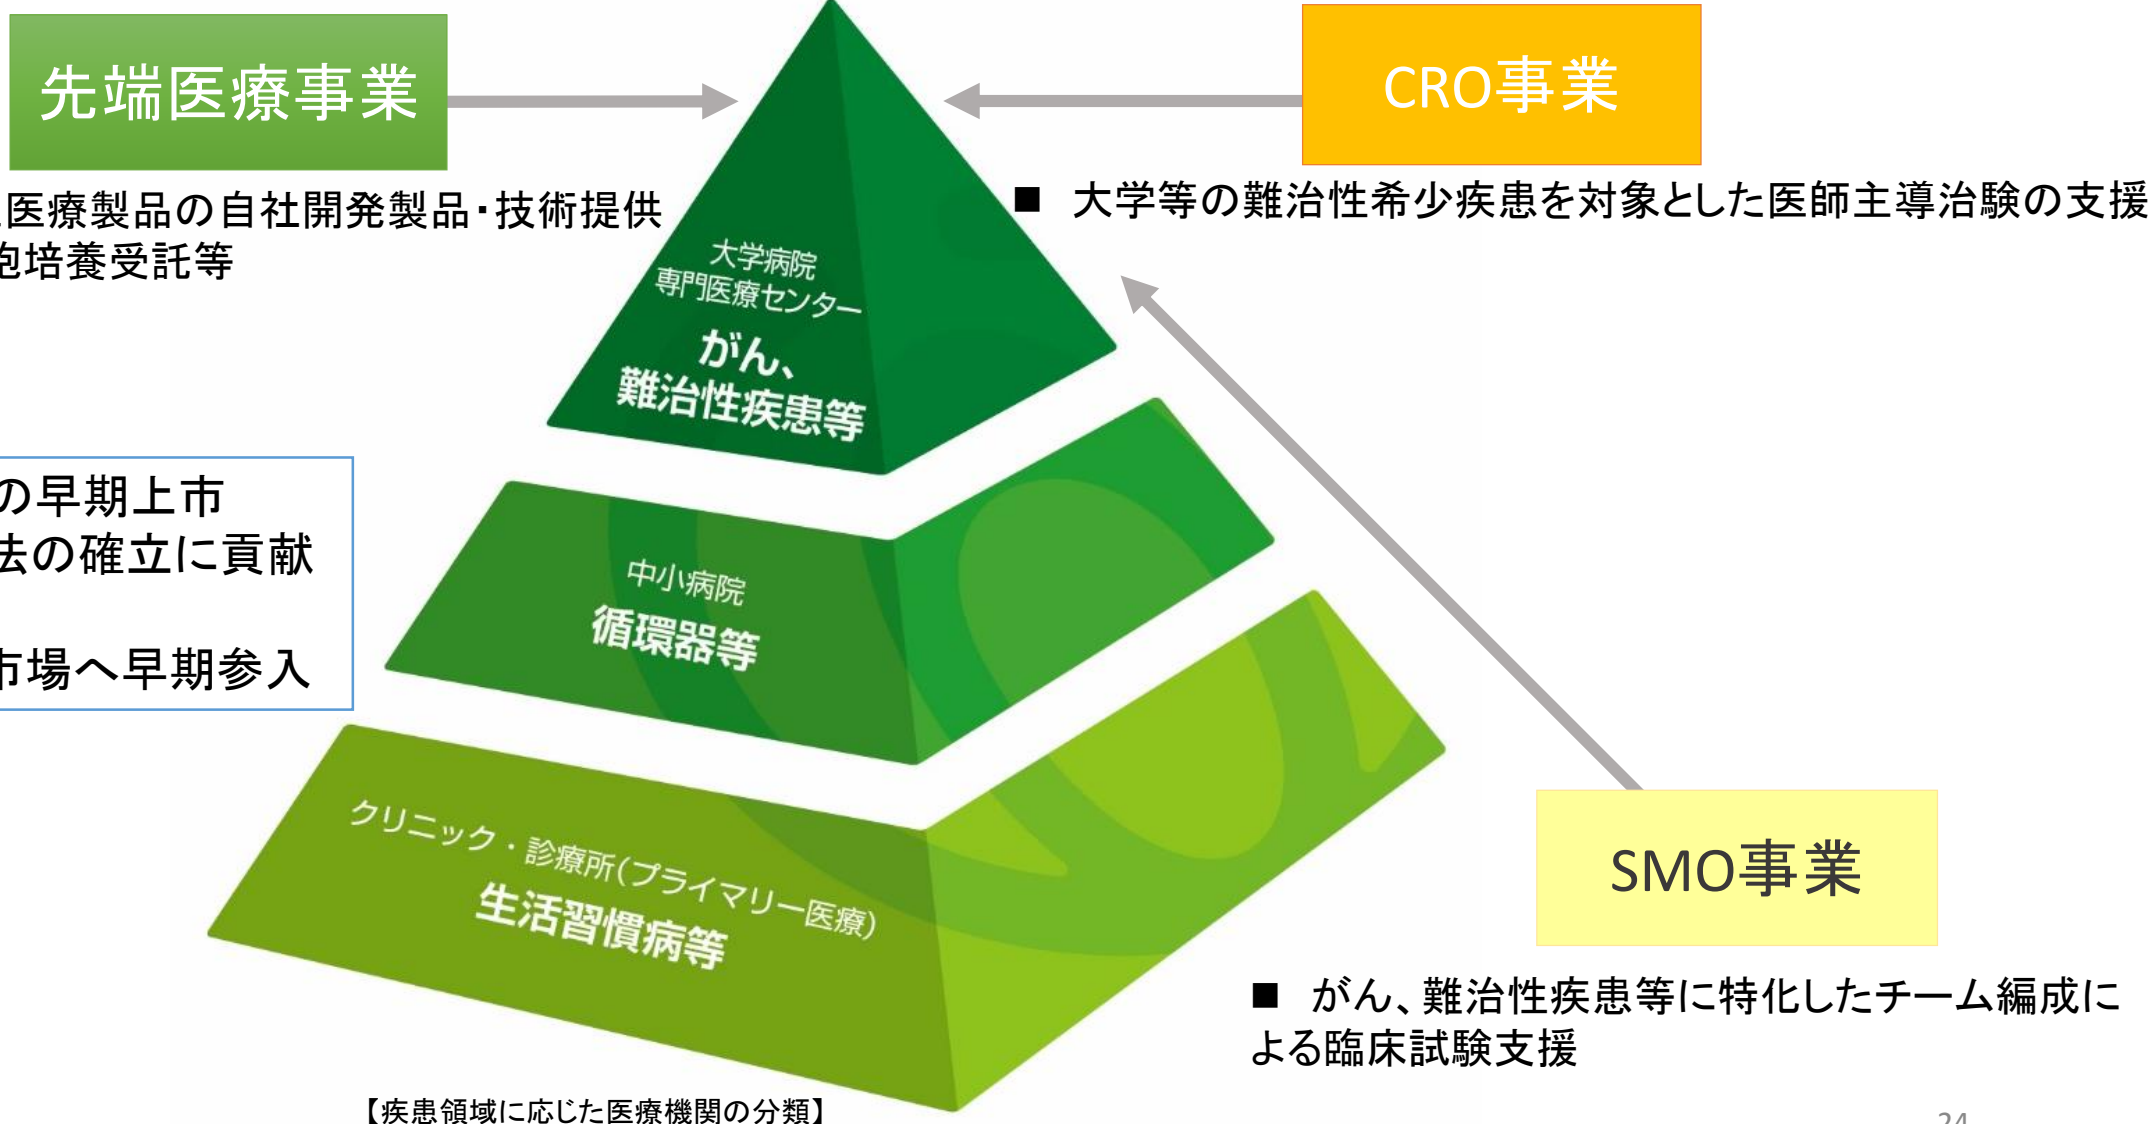 先端医療事業
CRO事業
医療製品の自社開発製品・技術提供
胞培養受託等
■ 大学等の難治性希少疾患を対象とした医師主導治験の支援
大学病院
専門医療センター
がん、
難治性疾患等
の早期上市
法の確立に貢献
市場へ早期参入
中小病院
循環器等
クリニック・診療所(プライマリー医療)
生活習慣病等
SMO事業
■ がん、難治性疾患等に特化したチーム編成に
よる臨床試験支援
【疾患領域に応じた医療機関の分類】
24